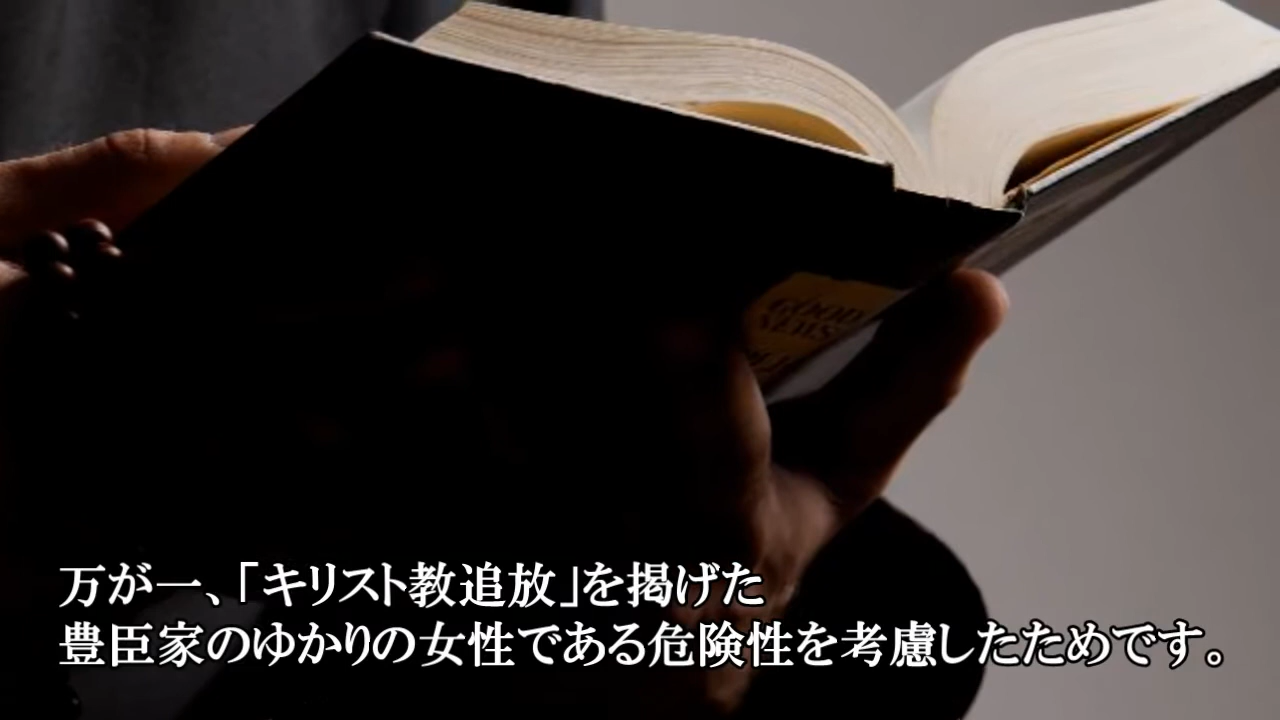 GOOD
万が一、「キリスト教追放」を掲げた
豊臣家のゆかりの女性である危険性を考慮したためです。